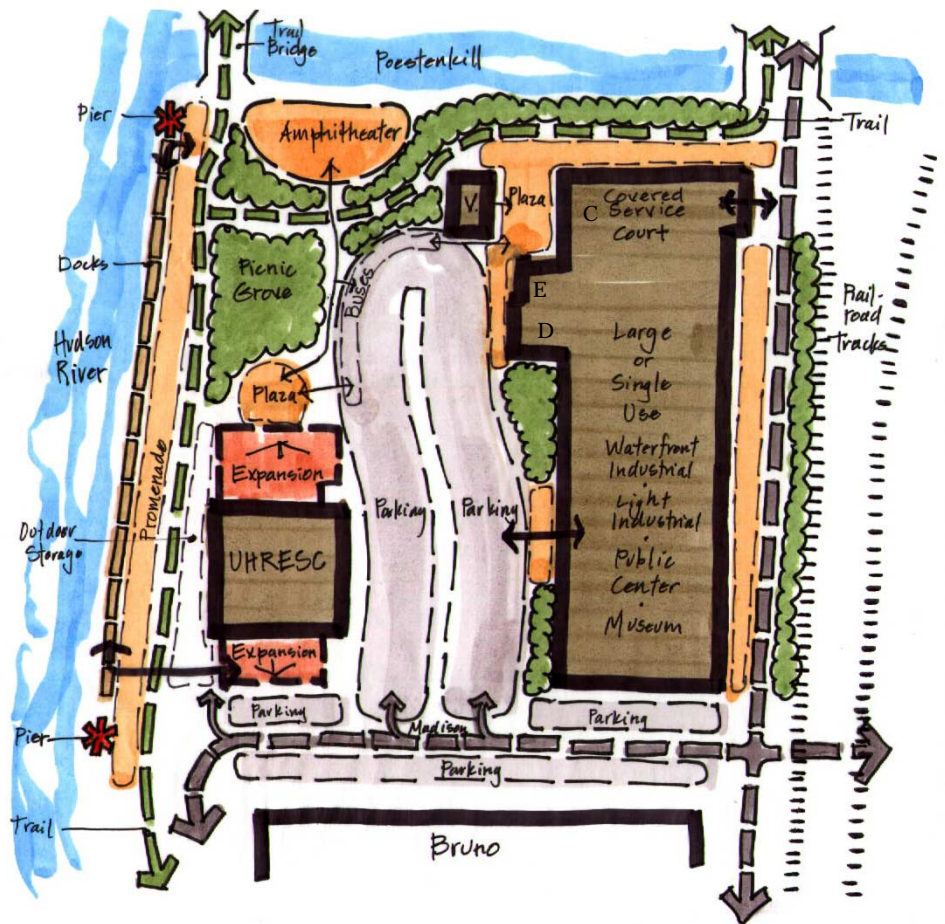 Trail
Bridge
Poestenkill
Pier
Amphitheater
Trail
V.
Plaza
Covered
C
Service
Court
Docks
Picnic
Grove
Buses
E
D
Rail-
road
Tracks
Hudson
River
Large
or
Single
Use
Plaza
Waterfront
Industrial
Light
Industrial
Public
Center
Museum
Promenade
Expansion
Parking
Parking
Outdoor
Storage
UHRESC
Expansion
Parking
Madison
Parking
Pier
Parking
Trail
Bruno